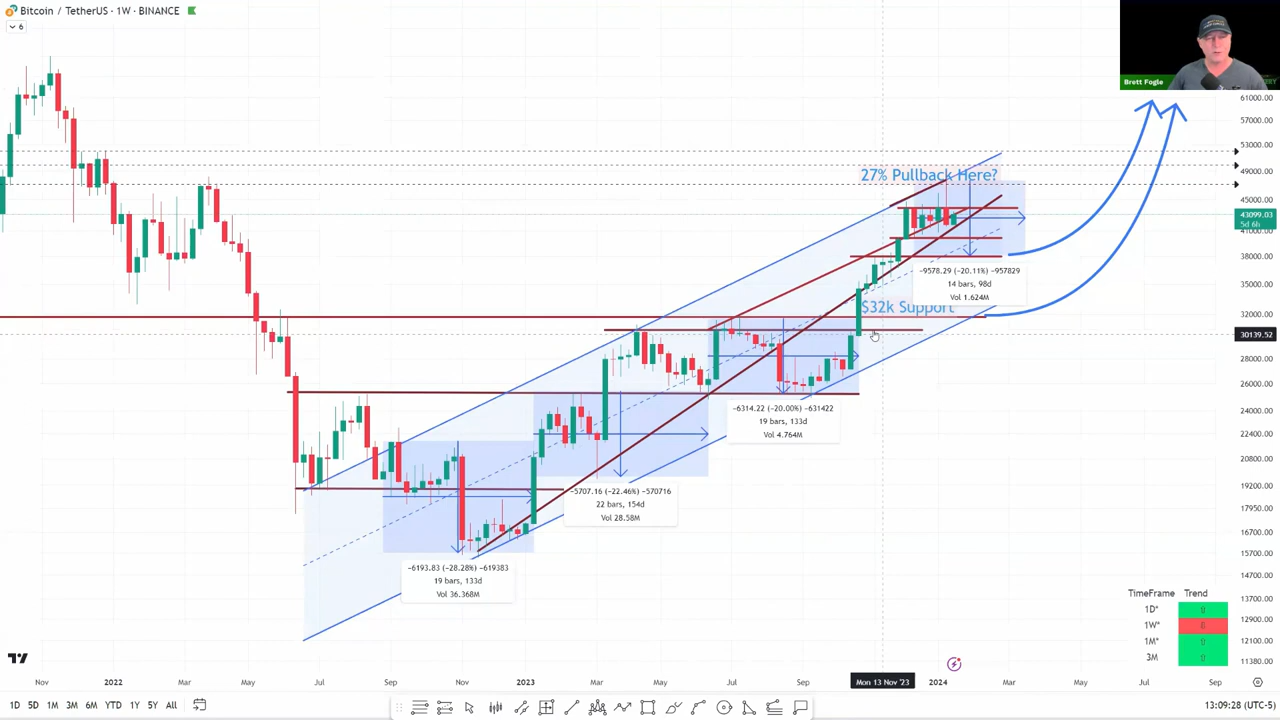 Bitcoin / TetherUS · 1W · BINANCE
6
Brett Fogle
61000.00
57000.00
53000.00
49000.00
45000.00
43099.03
5d 6h
41000.00
38000.00
35000.00
32000.00
30139.52
28000.00
26000.00
24000.00
22400.00
20800.00
19200.00
17950.00
16700.00
15700.00
14700.00
13700.00
12900.00
12100.00
11380.00
27% Pullback Here?
-9578.29 (-20.11%) -957829
14 bars, 98d
Vol 1.624M
$32k Support
-6314.22 (-20.00%) -631422
19 bars, 133d
Vol 4.764M
-5707.16 (-22.46%) -570716
22 bars, 154d
Vol 28.58M
-6193.83 (-28.28%) -619383
19 bars, 133d
Vol 36.368M
TimeFrame Trend
1D*
1W*
1M*
3M
Nov 2022 Mar May Jul Sep Nov 2023 Mar May Jul Sep Mon 13 Nov '23 2024 Mar May Jul Sep
1D 5D 1M 3M 6M YTD 1Y 5Y All
13:09:28 (UTC-5)